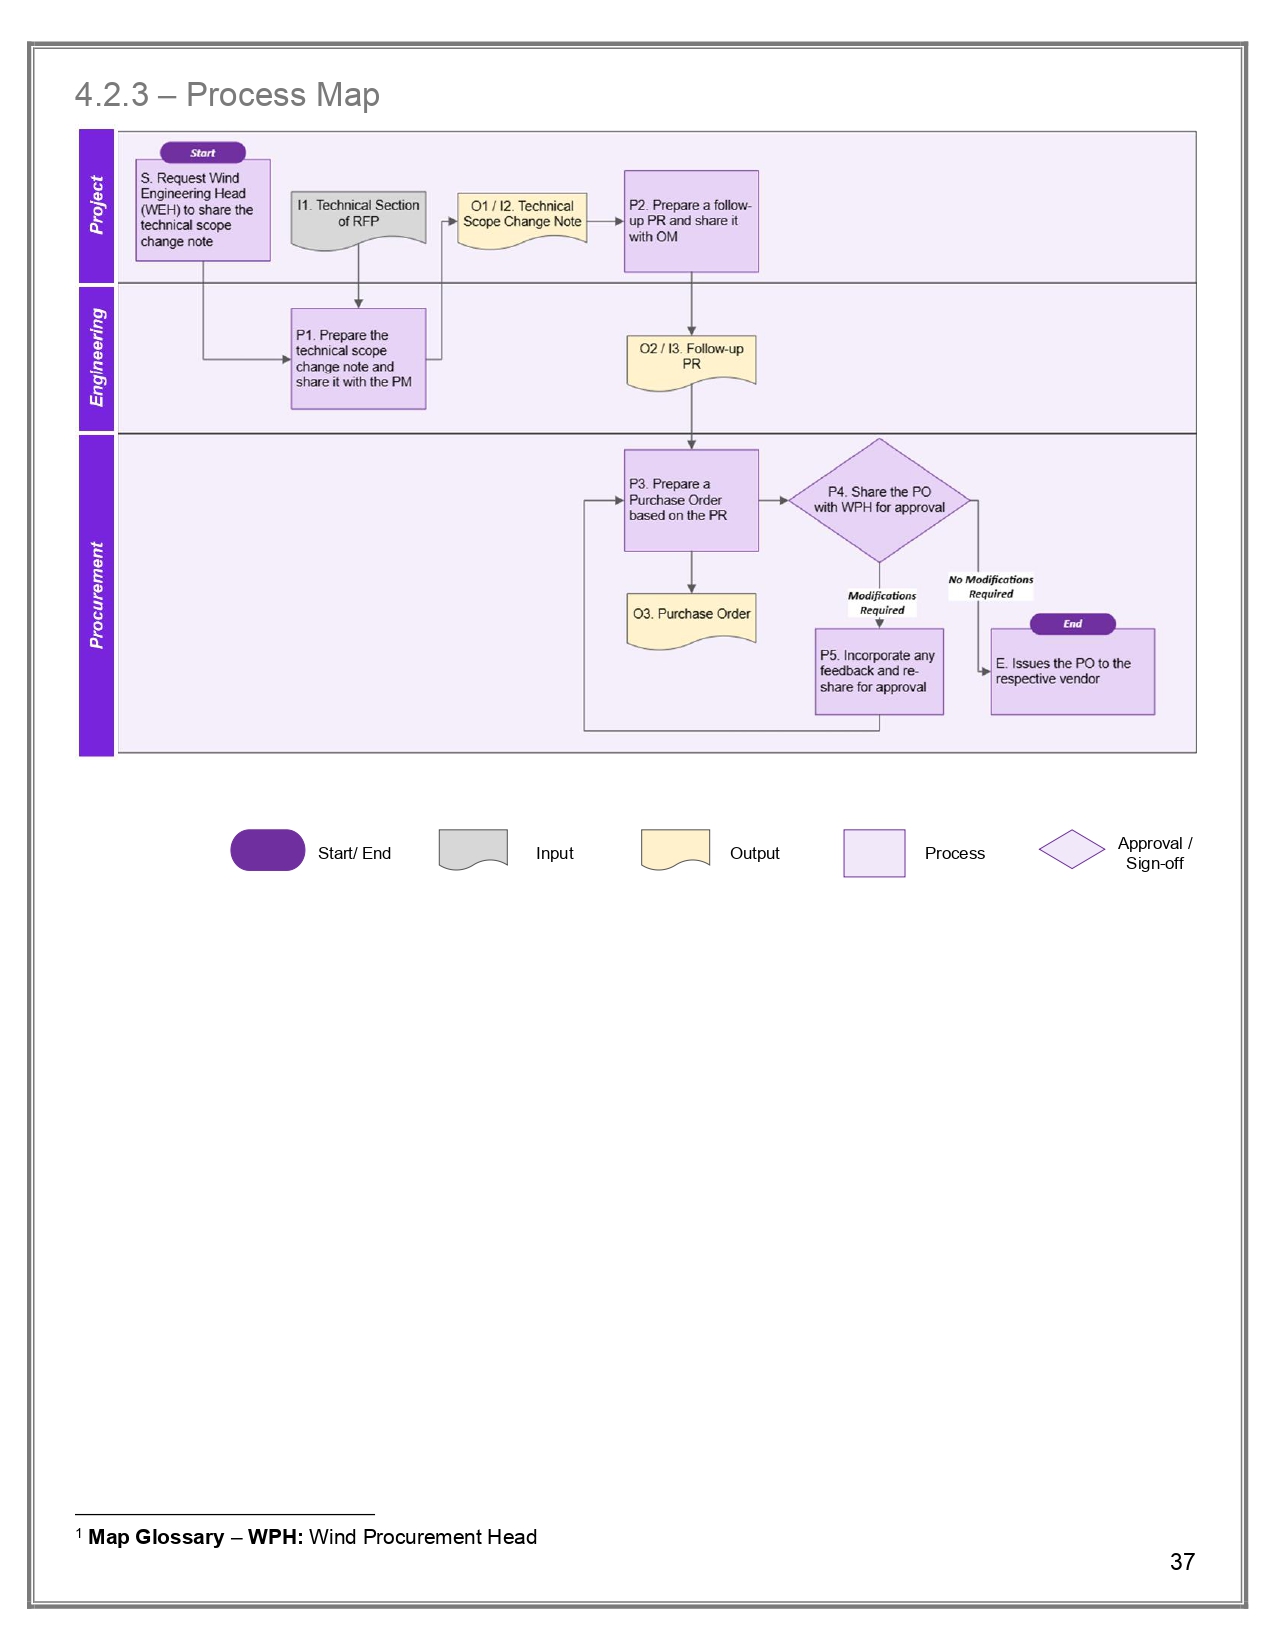 4.2.3 – Process Map
Project
Start
S. Request Wind
Engineering Head
(WEH) to share the
technical scope
change note
I1. Technical Section
of RFP
O1 / I2. Technical
Scope Change Note
P2. Prepare a follow-
up PR and share it
with OM
Engineering
P1. Prepare the
technical scope
change note and
share it with the PM
O2 / I3. Follow-up
PR
Procurement
P3. Prepare a
Purchase Order
based on the PR
P4. Share the PO
with WPH for approval
O3. Purchase Order
Modifications
Required
No Modifications
Required
P5. Incorporate any
feedback and re-
share for approval
End
E. Issues the PO to the
respective vendor
Start/ End
Input
Output
Process
Approval /
Sign-off
1 Map Glossary – WPH: Wind Procurement Head
37